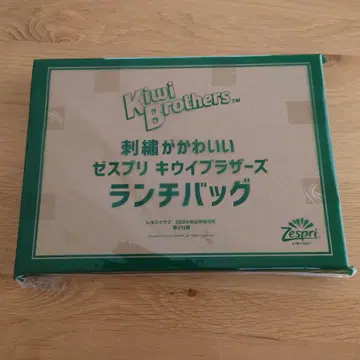 Kiwi
Brothers™
刺繍がかわいい
ゼスプリ キウイブラザーズ
ランチバッグ
Zespri